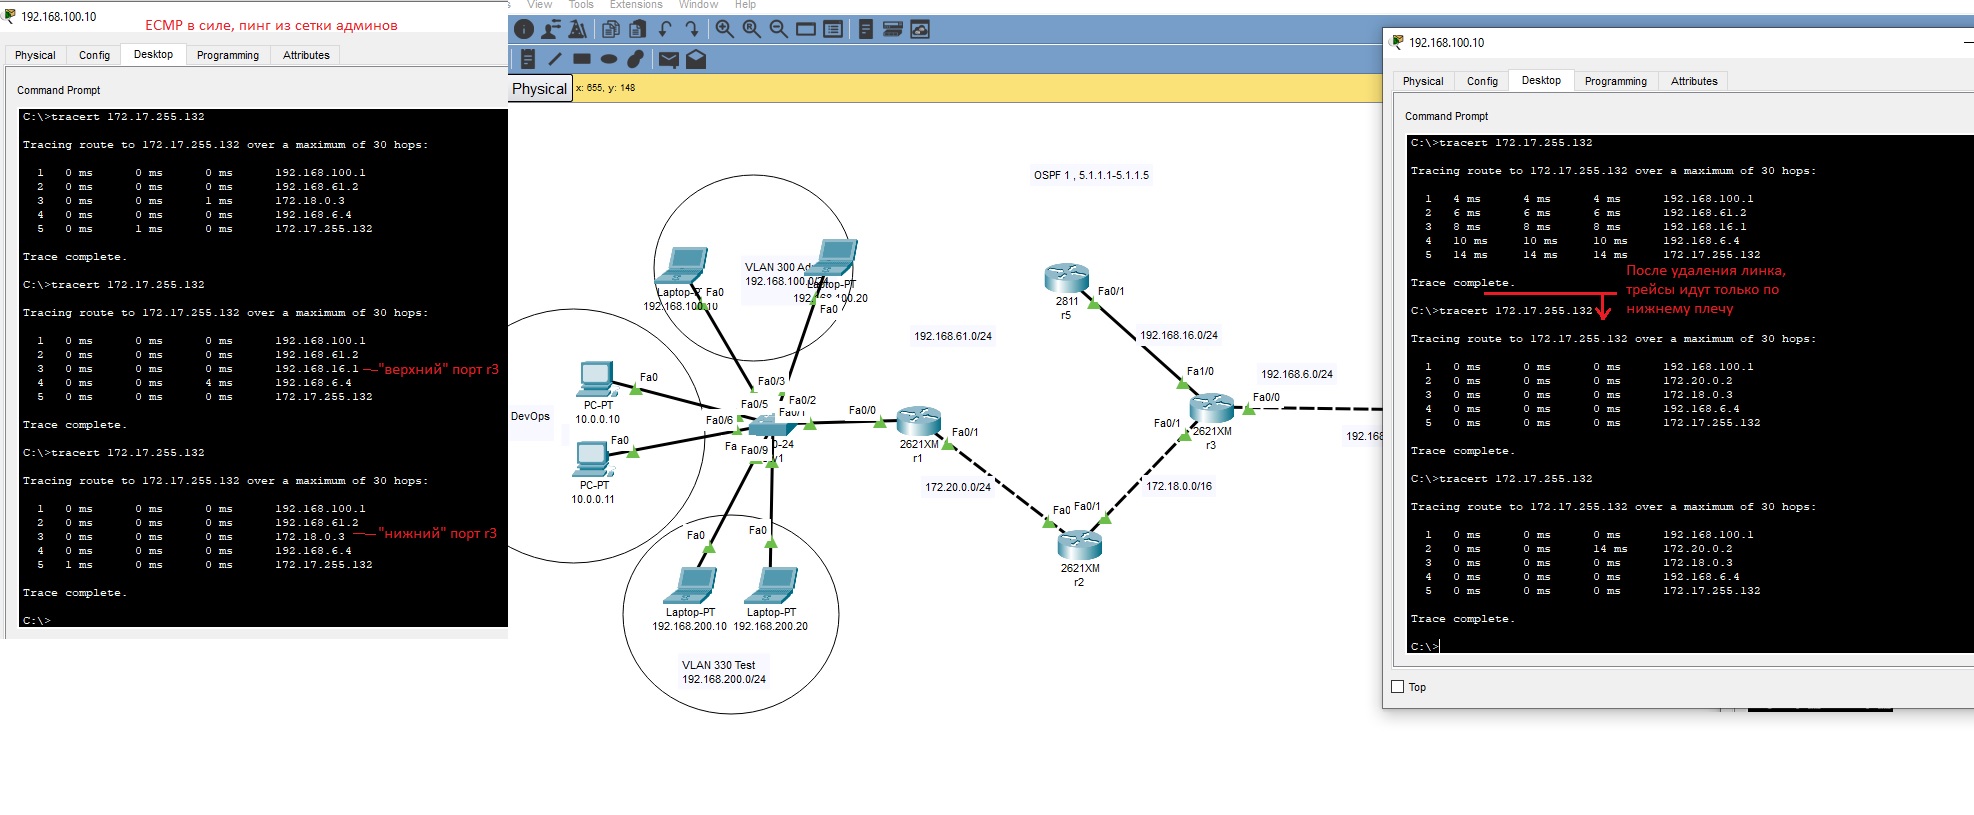 192.168.100.10
ECMP в силе, пинг из сетки админов
Physical Config Desktop Programming Attributes
Command Prompt
C:\>tracert 172.17.255.132
Tracing route to 172.17.255.132 over a maximum of 30 hops:
1 0 ms 0 ms 0 ms 192.168.100.1
2 0 ms 0 ms 0 ms 192.168.61.2
3 0 ms 0 ms 1 ms 172.18.0.3
4 0 ms 0 ms 0 ms 192.168.6.4
5 0 ms 1 ms 0 ms 172.17.255.132
Trace complete.
C:\>tracert 172.17.255.132
Tracing route to 172.17.255.132 over a maximum of 30 hops:
1 0 ms 0 ms 0 ms 192.168.100.1
2 0 ms 0 ms 0 ms 192.168.61.2
3 0 ms 0 ms 0 ms 192.168.16.1
"верхний" порт r3
4 0 ms 0 ms 4 ms 192.168.6.4
5 0 ms 0 ms 0 ms 172.17.255.132
Trace complete.
C:\>tracert 172.17.255.132
Tracing route to 172.17.255.132 over a maximum of 30 hops:
1 0 ms 0 ms 0 ms 192.168.100.1
2 0 ms 0 ms 0 ms 192.168.61.2
3 0 ms 0 ms 0 ms 172.18.0.3
"нижний" порт r3
4 0 ms 0 ms 0 ms 192.168.6.4
5 1 ms 0 ms 0 ms 172.17.255.132
Trace complete.
C:\>
View Tools Extensions Window Help
Physical
x: 655, y: 148
OSPF 1 , 5.1.1.1-5.1.1.5
VLAN 300
192.168.100.0/24
Laptop-PT
192.168.100.10
Fa0
Laptop-PT
192.168.100.20
Fa0
2811
r5
Fa0/1
192.168.61.0/24
192.168.16.0/24
192.168.6.0/24
Fa1/0
Fa0/0
2621XM
r3
Fa0/1
DevOps
PC-PT
10.0.0.10
Fa0
PC-PT
10.0.0.11
Fa0
Fa0/3
Fa0/5
Fa0/2
Fa0/1
Fa0/6
Fa0/9
Fa0/0
2621XM
r1
Fa0/1
172.20.0.0/24
172.18.0.0/16
Fa0/1
2621XM
r2
Fa0
Laptop-PT
192.168.200.10
Fa0
Laptop-PT
192.168.200.20
VLAN 330 Test
192.168.200.0/24
192.168.100.10
Physical Config Desktop Programming Attributes
Command Prompt
C:\>tracert 172.17.255.132
Tracing route to 172.17.255.132 over a maximum of 30 hops:
1 4 ms 4 ms 4 ms 192.168.100.1
2 6 ms 6 ms 6 ms 192.168.61.2
3 8 ms 8 ms 8 ms 192.168.16.1
4 10 ms 10 ms 10 ms 192.168.6.4
5 14 ms 14 ms 14 ms 172.17.255.132
Trace complete.
После удаления линка,
трейсы идут только по
нижнему плечу
C:\>tracert 172.17.255.132
Tracing route to 172.17.255.132 over a maximum of 30 hops:
1 0 ms 0 ms 0 ms 192.168.100.1
2 0 ms 0 ms 0 ms 172.20.0.2
3 0 ms 0 ms 0 ms 172.18.0.3
4 0 ms 0 ms 0 ms 192.168.6.4
5 0 ms 0 ms 0 ms 172.17.255.132
Trace complete.
C:\>tracert 172.17.255.132
Tracing route to 172.17.255.132 over a maximum of 30 hops:
1 0 ms 0 ms 0 ms 192.168.100.1
2 0 ms 0 ms 14 ms 172.20.0.2
3 0 ms 0 ms 0 ms 172.18.0.3
4 0 ms 0 ms 0 ms 192.168.6.4
5 0 ms 0 ms 0 ms 172.17.255.132
Trace complete.
C:\>
Top